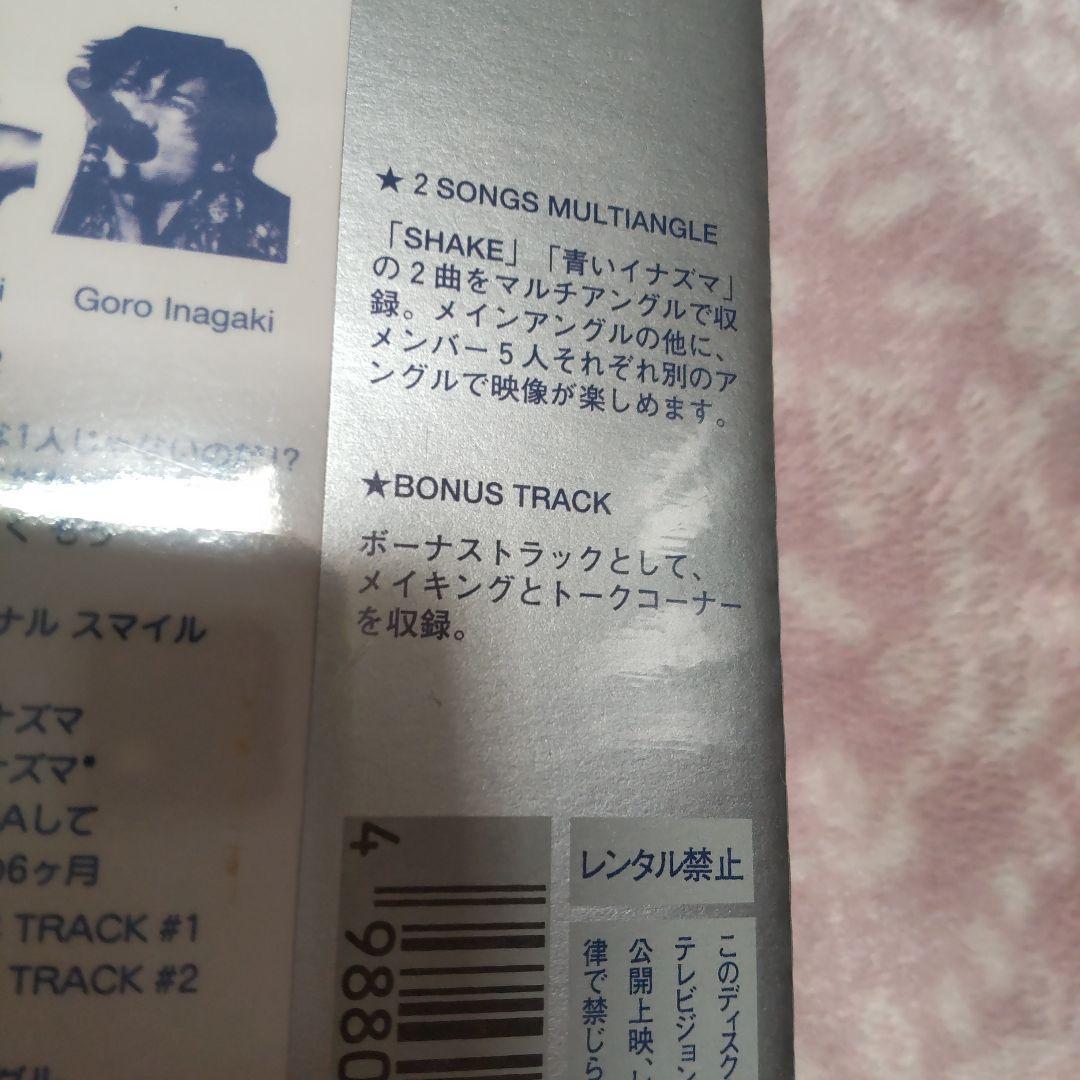 Goro Inagaki
ナル スマイル
ナズマ
ナズマ*
Aして
06ヶ月
TRACK #1
TRACK #2
★ 2 SONGS MULTIANGLE
「SHAKE」「青いイナズマ」
の2曲をマルチアングルで収
録。メインアングルの他に、
メンバー5人それぞれ別のア
ングルで映像が楽しめます。
★BONUS TRACK
ボーナストラックとして、
メイキングとトークコーナー
を収録。
4 9880
レンタル禁止
このディスク
テレビジョン
公開上映、
律で禁じら